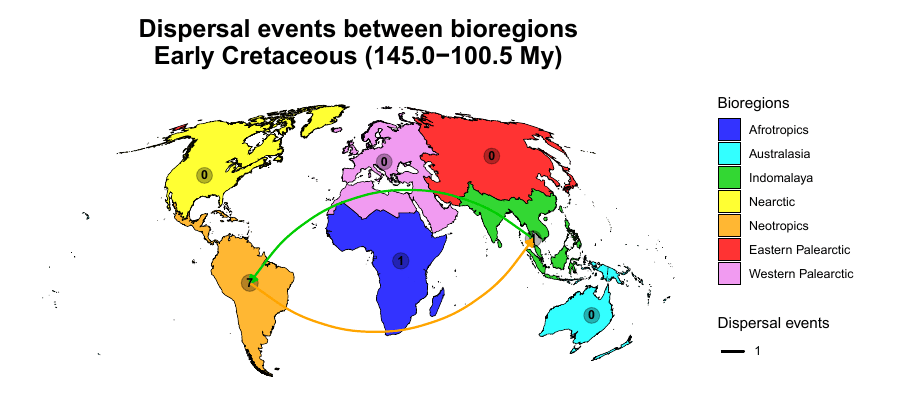 Dispersal events between bioregions
Early Cretaceous (145.0−100.5 My)
Bioregions
Afrotropics
Australasia
Indomalaya
Nearctic
Neotropics
Eastern Palearctic
Western Palearctic
Dispersal events
1
0
0
0
1
7
0